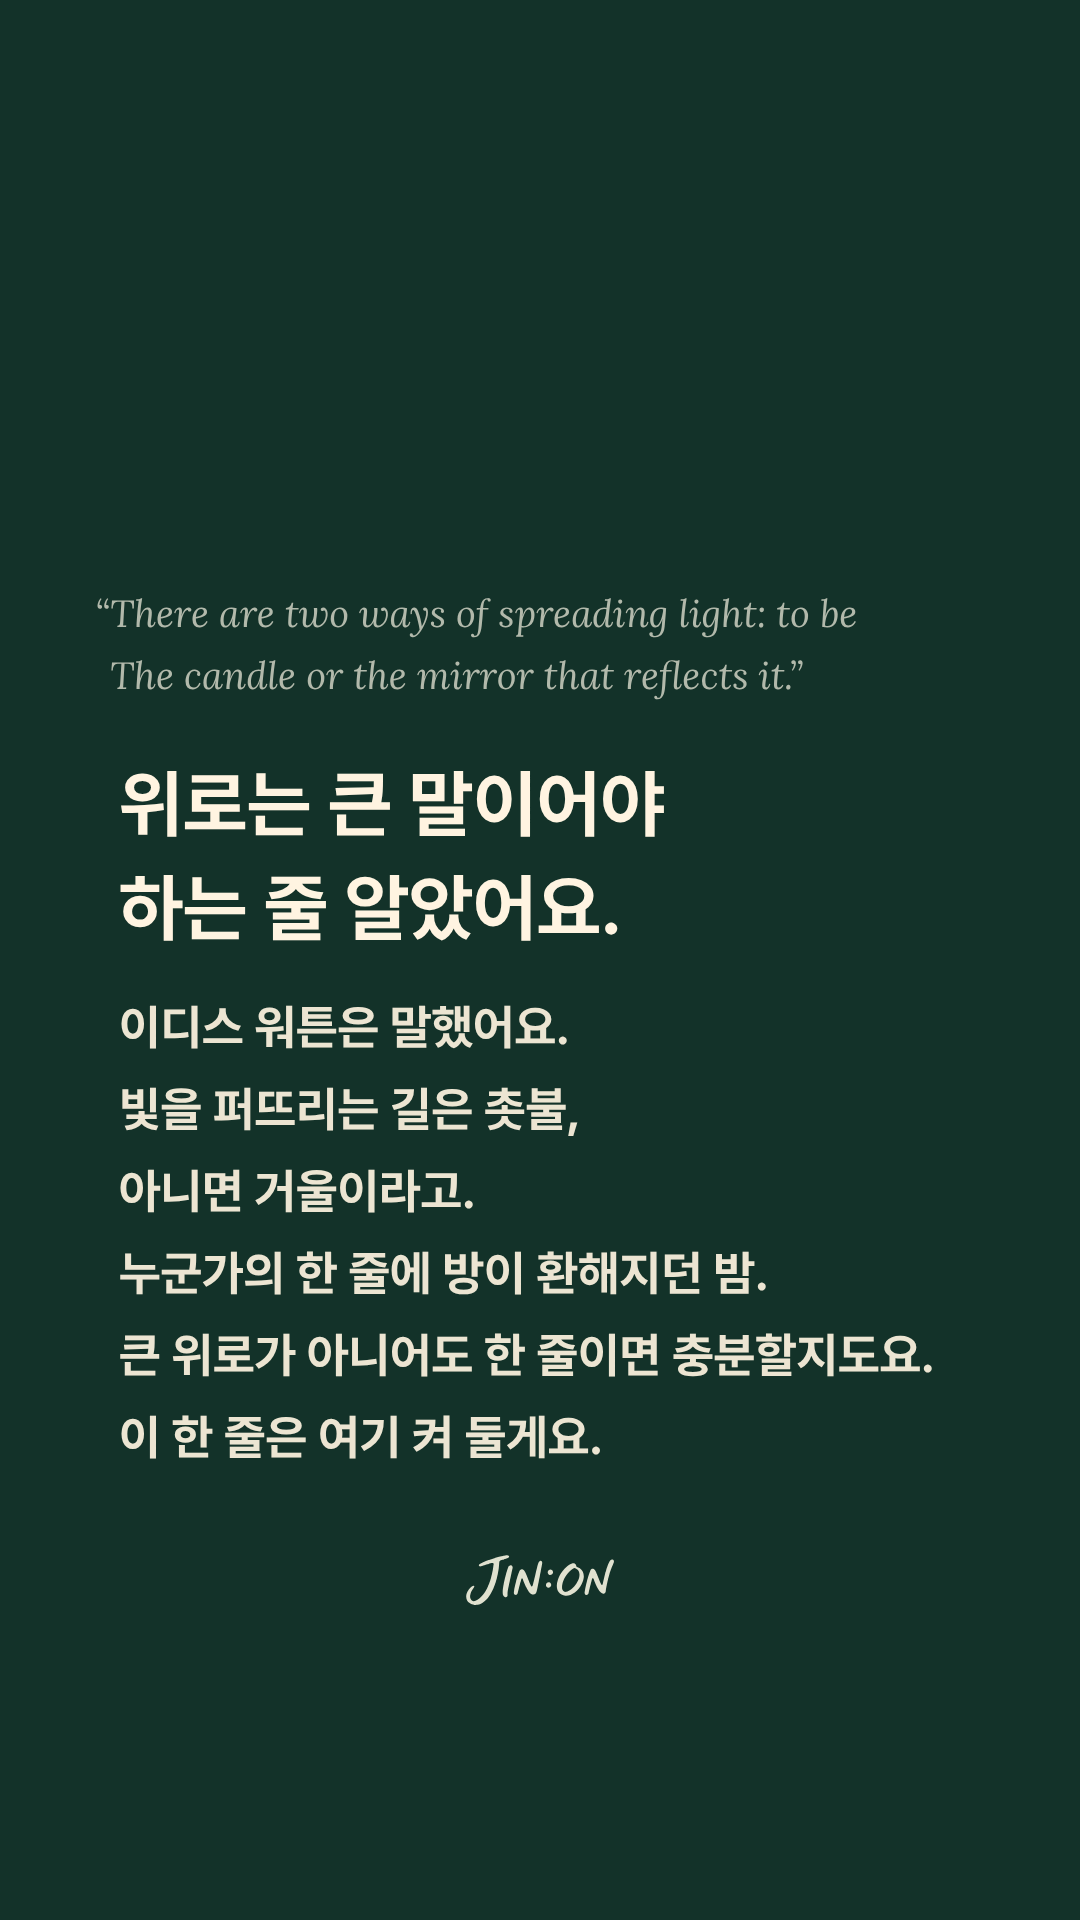 “There are two ways of spreading light: to be
The candle or the mirror that reflects it.”
위로는 큰 말이어야
하는 줄 알았어요.
이디스 워튼은 말했어요.
빛을 퍼뜨리는 길은 촛불,
아니면 거울이라고.
누군가의 한 줄에 방이 환해지던 밤.
큰 위로가 아니어도 한 줄이면 충분할지도요.
이 한 줄은 여기 켜 둘게요.
JIN:ON